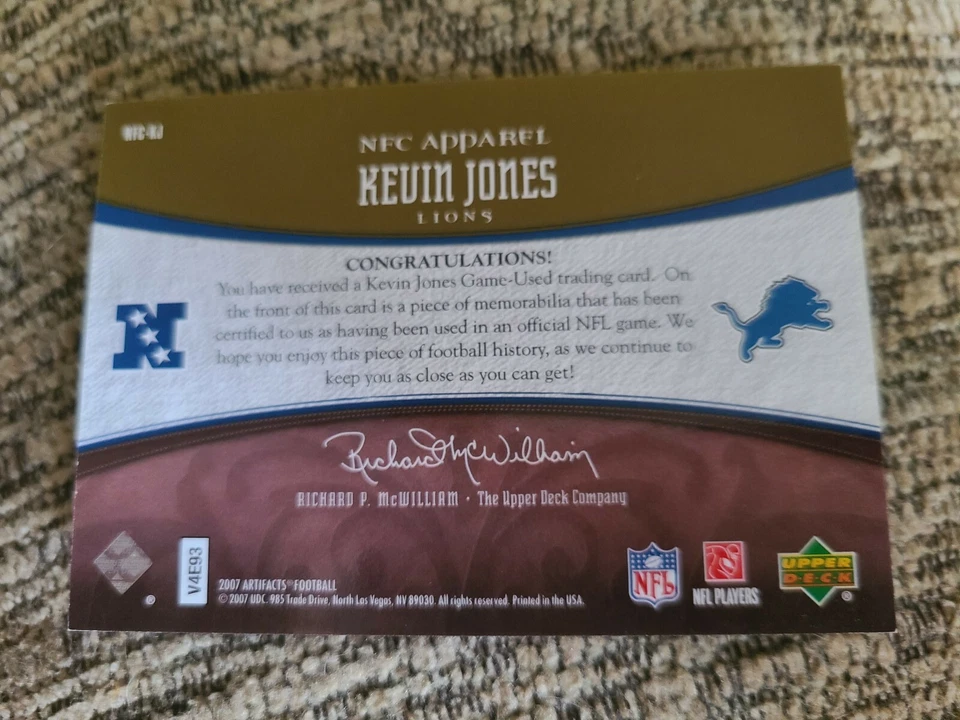 NFC-KJ
NFC APPAREL
KEVIN JONES
LIONS
CONGRATULATIONS!
You have received a Kevin Jones Game-Used trading card. On
the front of this card is a piece of memorabilia that has been
certified to us as having been used in an official NFL game. We
hope you enjoy this piece of football history, as we continue to
keep you as close as you can get!
N
Richard McWilliam
RICHARD P. McWILLIAM · The Upper Deck Company
V4E93
2007 ARTIFACTS® FOOTBALL
© 2007 UDC. 985 Trade Drive, North Las Vegas, NV 89030. All rights reserved. Printed in the USA.
NFL
NFL PLAYERS
UPPER
DECK
®
®